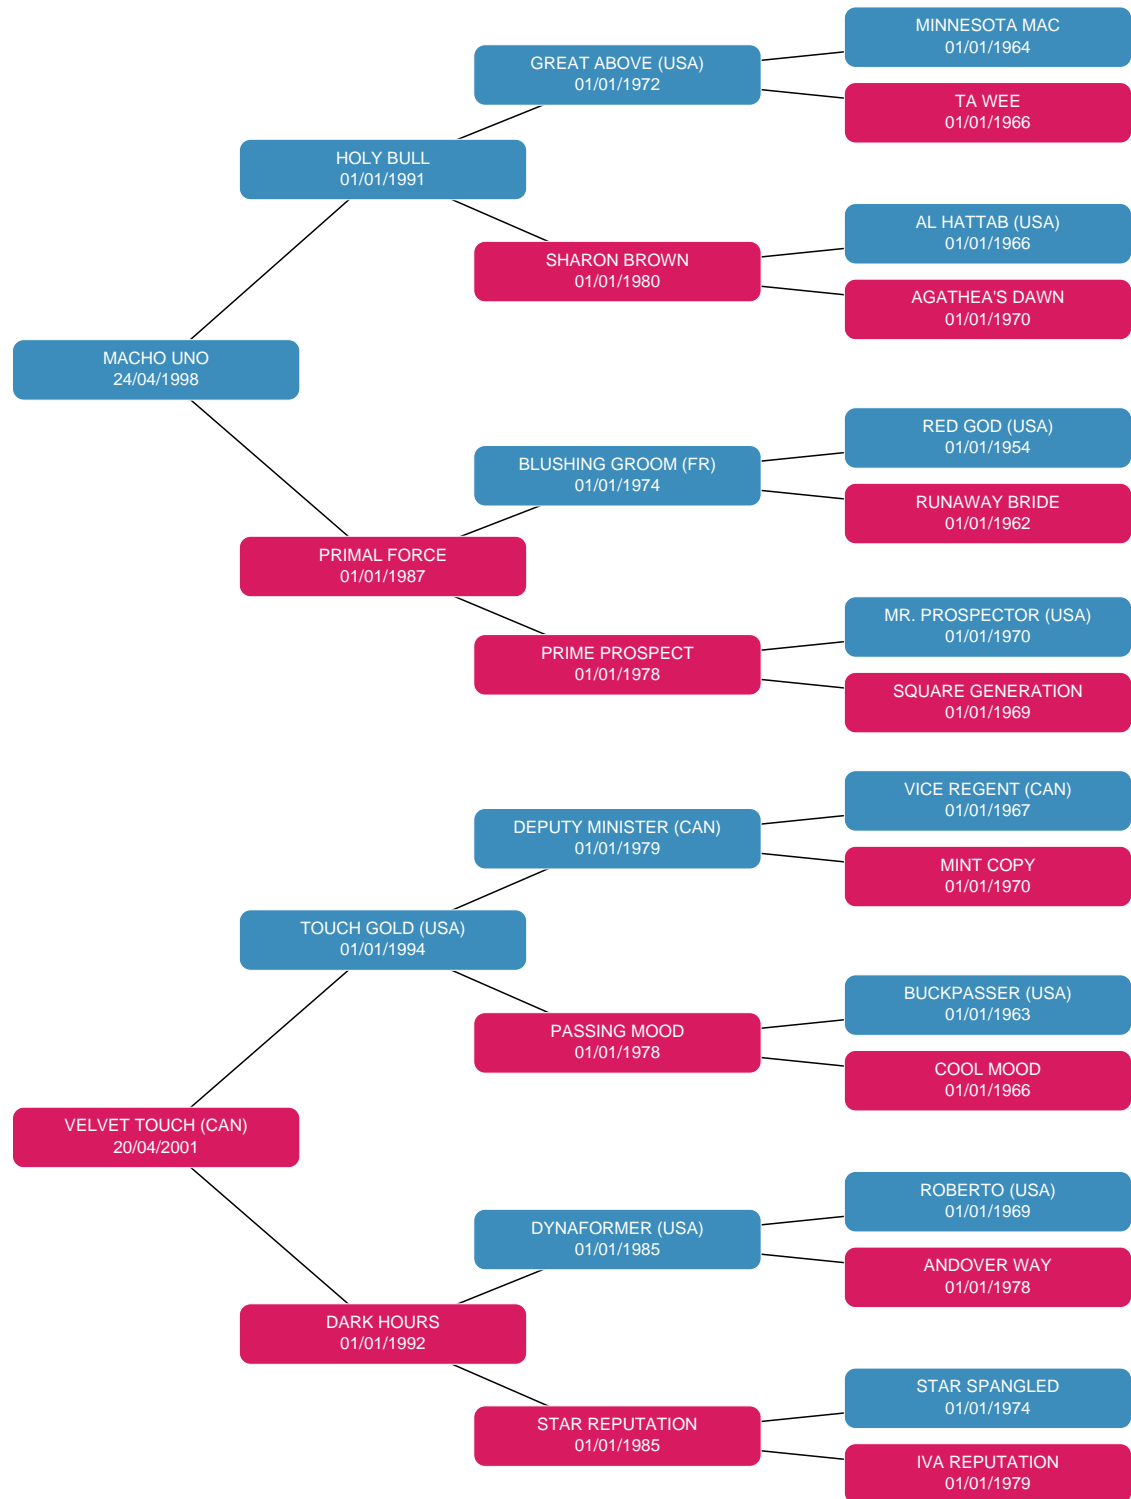 MINNESOTA MAC
01/01/1964
GREAT ABOVE (USA)
01/01/1972
TA WEE
01/01/1966
HOLY BULL
01/01/1991
AL HATTAB (USA)
01/01/1966
SHARON BROWN
01/01/1980
AGATHEA'S DAWN
01/01/1970
MACHO UNO
24/04/1998
RED GOD (USA)
01/01/1954
BLUSHING GROOM (FR)
01/01/1974
RUNAWAY BRIDE
01/01/1962
PRIMAL FORCE
01/01/1987
MR. PROSPECTOR (USA)
01/01/1970
PRIME PROSPECT
01/01/1978
SQUARE GENERATION
01/01/1969
VICE REGENT (CAN)
01/01/1967
DEPUTY MINISTER (CAN)
01/01/1979
MINT COPY
01/01/1970
TOUCH GOLD (USA)
01/01/1994
BUCKPASSER (USA)
01/01/1963
PASSING MOOD
01/01/1978
COOL MOOD
01/01/1966
VELVET TOUCH (CAN)
20/04/2001
ROBERTO (USA)
01/01/1969
DYNAFORMER (USA)
01/01/1985
ANDOVER WAY
01/01/1978
DARK HOURS
01/01/1992
STAR SPANGLED
01/01/1974
STAR REPUTATION
01/01/1985
IVA REPUTATION
01/01/1979